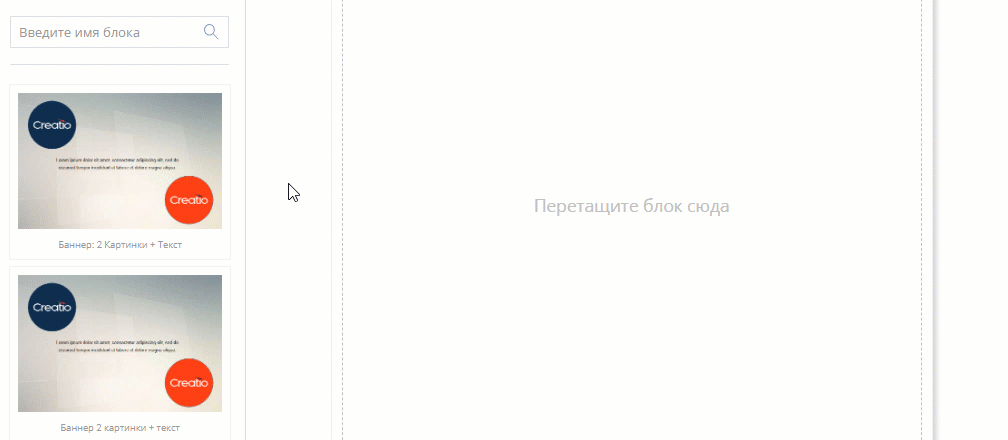 Введите имя блока
Creatio
Lorem ipsum dolor sit amet, consectetur adipiscing elit, sed do
eiusmod tempor incididunt ut labore et dolore magna aliqua.
Creatio
Баннер: 2 Картинки + Текст
Creatio
Lorem ipsum dolor sit amet, consectetur adipiscing elit, sed do
eiusmod tempor incididunt ut labore et dolore magna aliqua.
Creatio
Баннер 2 картинки + текст
Перетащите блок сюда